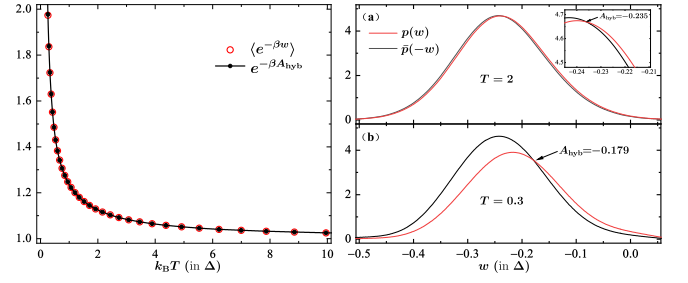 2.0
1.8
1.6
1.4
1.2
1.0
0
2
4
6
8
10
k_B T (in Δ)
⟨e^{−βw}⟩
e^{−βA_hyb}
(a)
p(w)
p̄(−w)
T = 2
4
2
0
A_hyb=−0.235
4.7
4.6
4.5
−0.24
−0.23
−0.22
−0.21
(b)
A_hyb=−0.179
T = 0.3
4
2
0
−0.5
−0.4
−0.3
−0.2
−0.1
0.0
w (in Δ)